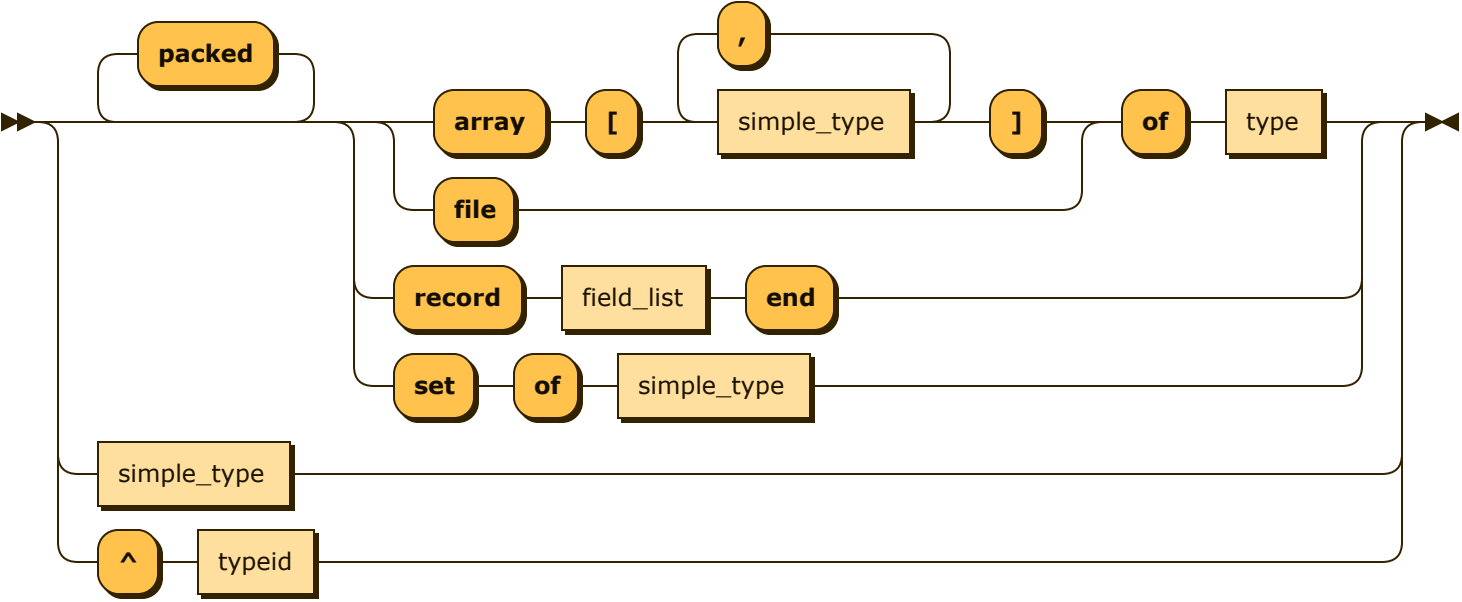 packed
,
array [ simple_type ] of type
file
record field_list end
set of simple_type
simple_type
^ typeid